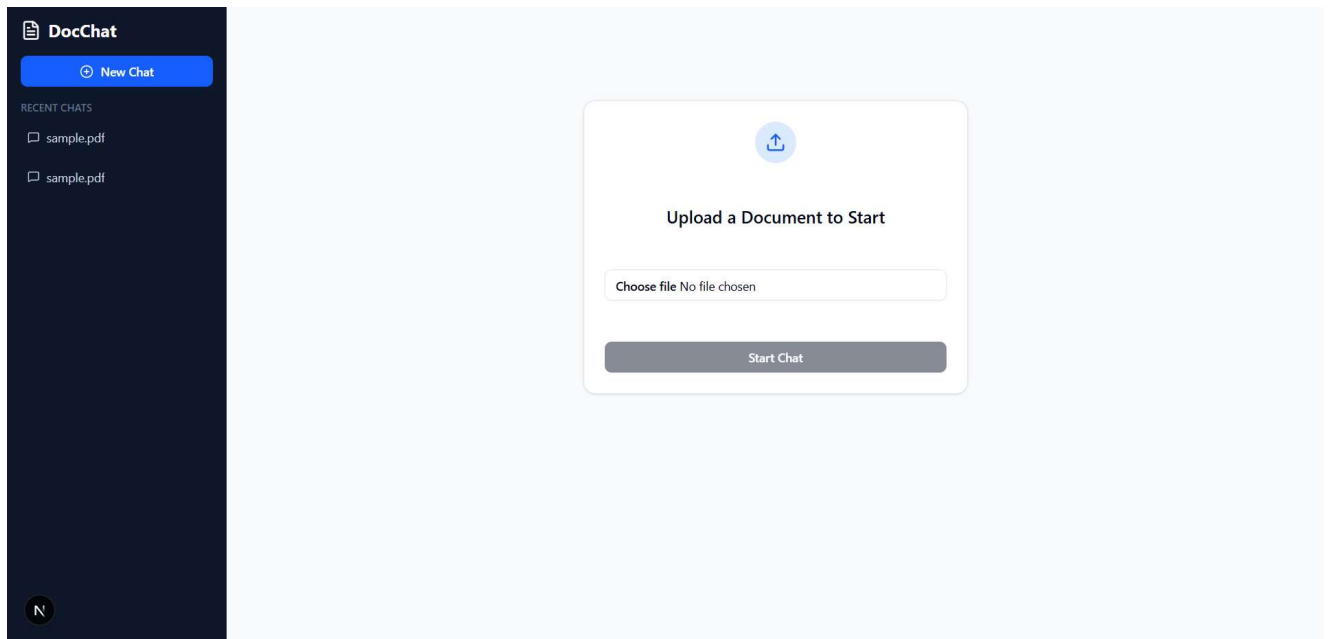 DocChat
New Chat
RECENT CHATS
sample.pdf
sample.pdf
Upload a Document to Start
Choose file No file chosen
Start Chat
N